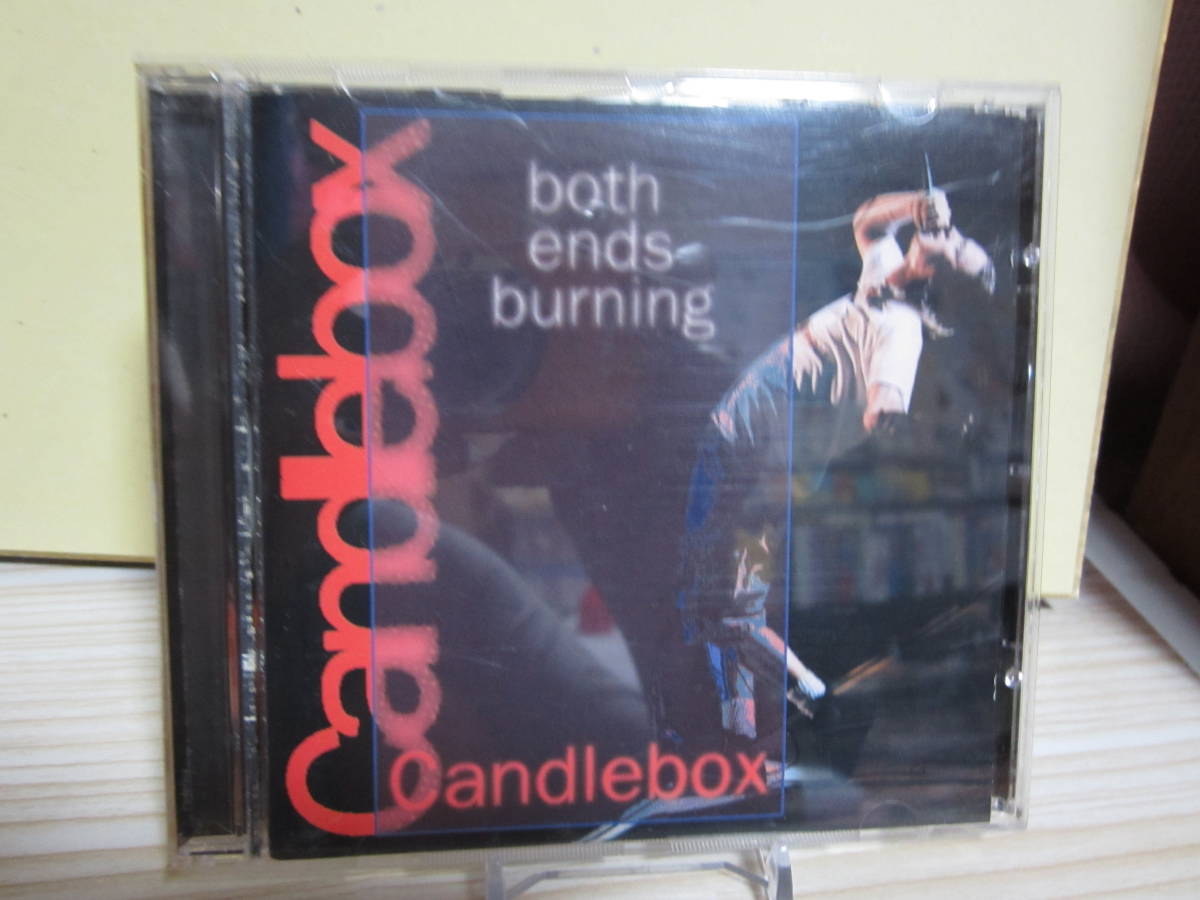 Candlebox
both
ends
burning
candlebox